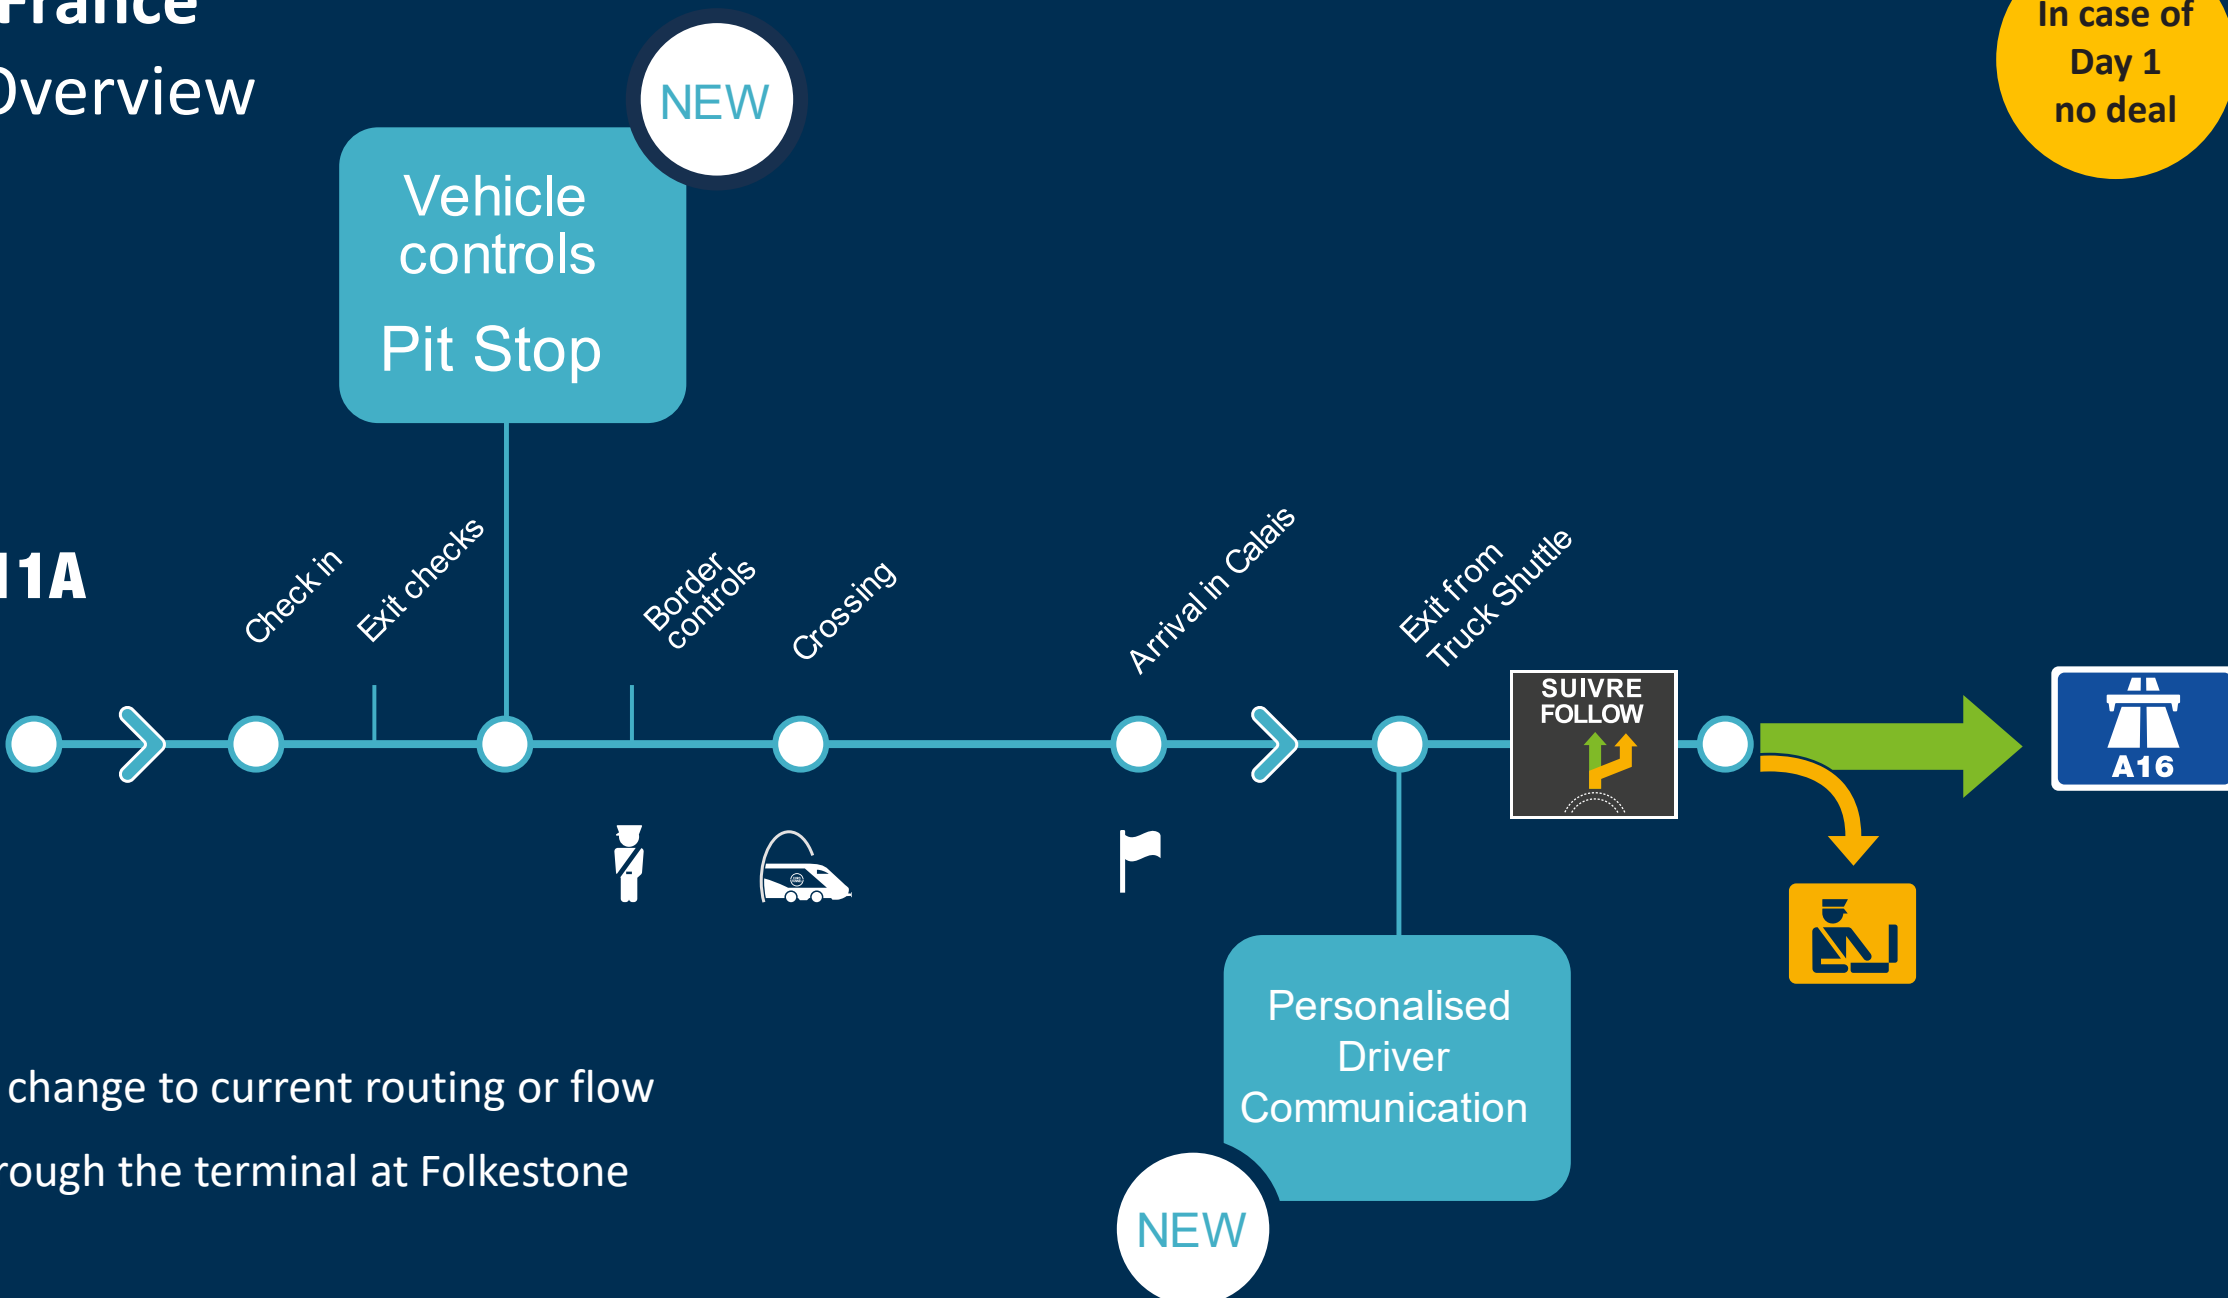 France
Overview
NEW
In case of
Day 1
no deal
Vehicle
controls
Pit Stop
11A
Check in
Exit checks
Border
controls
Crossing
Arrival in Calais
Exit from
Truck Shuttle
SUIVRE
FOLLOW
A16
Personalised
Driver
Communication
NEW
change to current routing or flow
rough the terminal at Folkestone